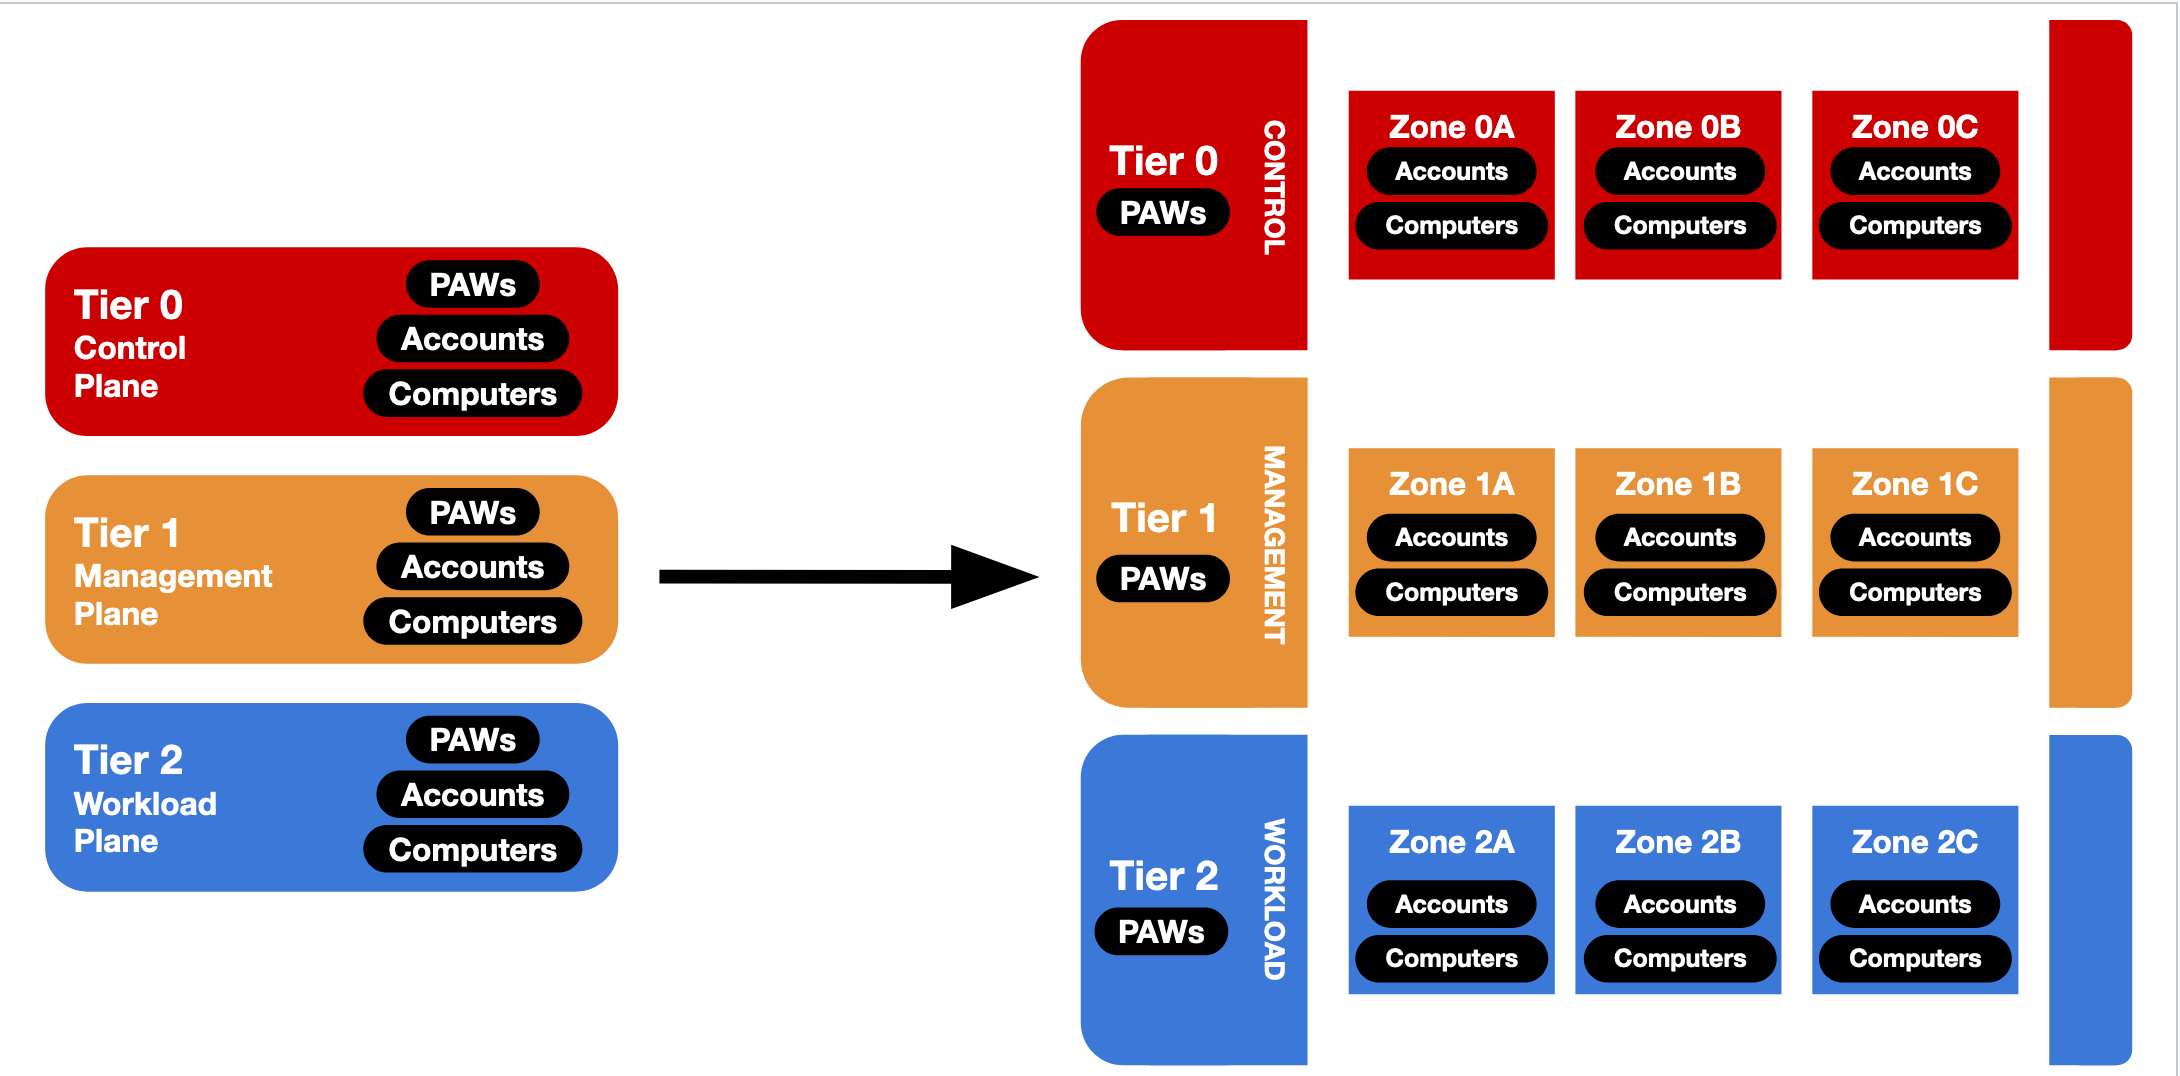 Tier 0
Control
Plane
PAWs
Accounts
Computers
Tier 1
Management
Plane
PAWs
Accounts
Computers
Tier 2
Workload
Plane
PAWs
Accounts
Computers
Tier 0
PAWs
CONTROL
Zone 0A
Accounts
Computers
Zone 0B
Accounts
Computers
Zone 0C
Accounts
Computers
Tier 1
PAWs
MANAGEMENT
Zone 1A
Accounts
Computers
Zone 1B
Accounts
Computers
Zone 1C
Accounts
Computers
Tier 2
PAWs
WORKLOAD
Zone 2A
Accounts
Computers
Zone 2B
Accounts
Computers
Zone 2C
Accounts
Computers